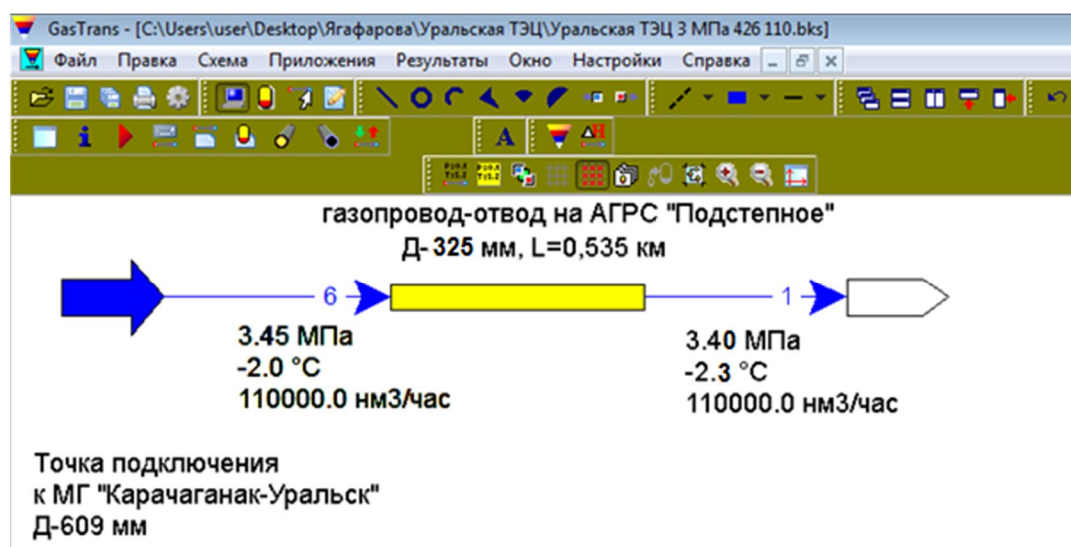 GasTrans - [C:\Users\user\Desktop\Ягафарова\Уральская ТЭЦ\Уральская ТЭЦ 3 МПа 426 110.bks]
Файл Правка Схема Приложения Результаты Окно Настройки Справка
газопровод-отвод на АГРС "Подстепное"
Д- 325 мм, L=0,535 км
6
1
3.45 МПа
-2.0 °C
110000.0 нм3/час
3.40 МПа
-2.3 °C
110000.0 нм3/час
Точка подключения
к МГ "Карачаганак-Уральск"
Д-609 мм